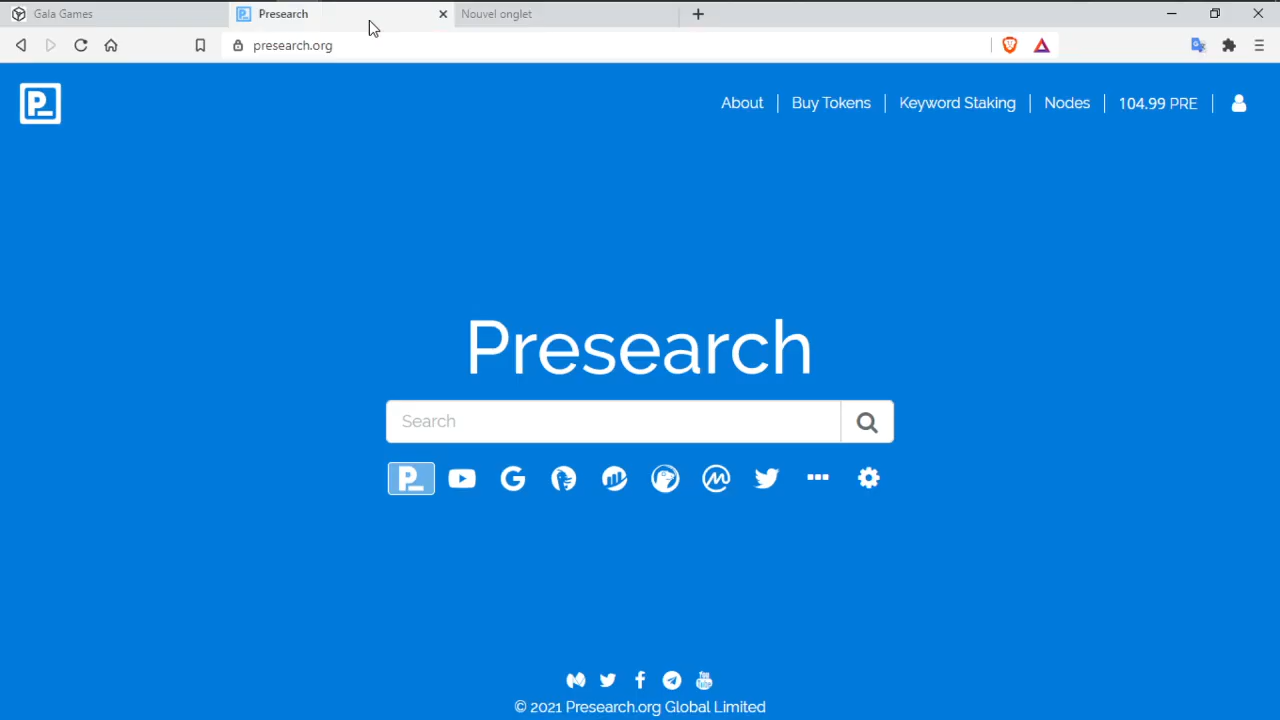 Gala Games
Presearch
Nouvel onglet
presearch.org
About
Buy Tokens
Keyword Staking
Nodes
104.99 PRE
Presearch
Search
© 2021 Presearch.org Global Limited